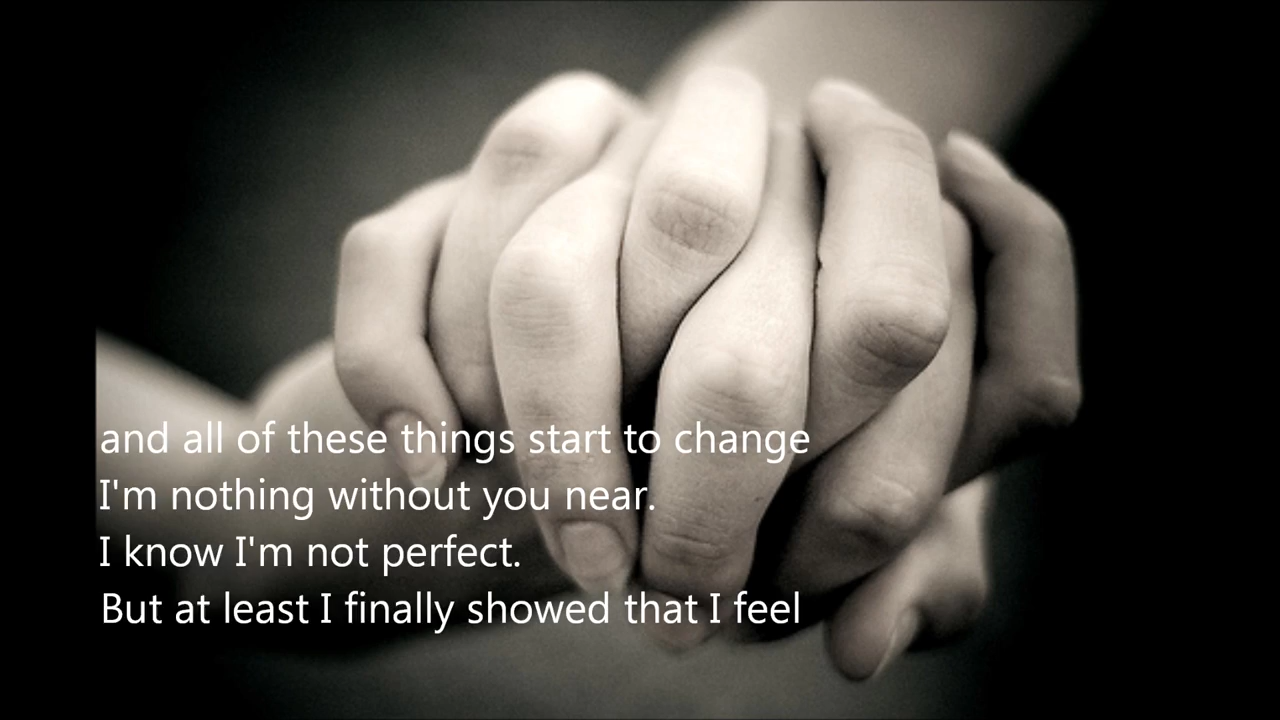 and all of these things start to change
I'm nothing without you near.
I know I'm not perfect.
But at least I finally showed that I feel